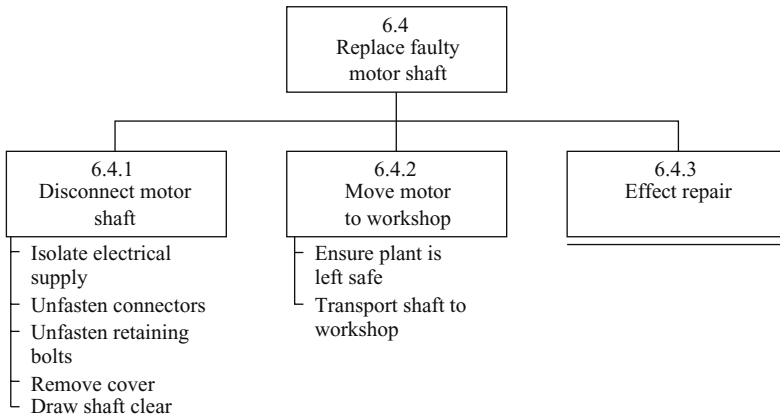 6.4
Replace faulty
motor shaft
6.4.1
Disconnect motor
shaft
Isolate electrical
supply
Unfasten connectors
Unfasten retaining
bolts
Remove cover
Draw shaft clear
6.4.2
Move motor
to workshop
Ensure plant is
left safe
Transport shaft to
workshop
6.4.3
Effect repair